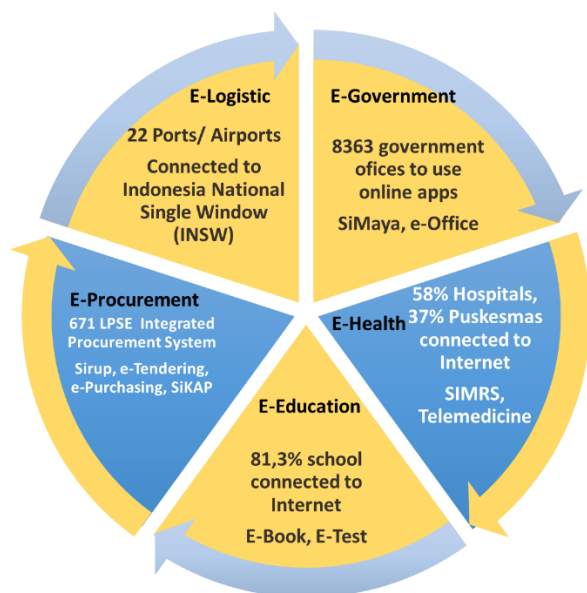 E-Logistic
22 Ports/ Airports
Connected to
Indonesia National
Single Window
(INSW)
E-Government
8363 government
ofices to use
online apps
SiMaya, e-Office
E-Health
58% Hospitals,
37% Puskesmas
connected to
Internet
SIMRS,
Telemedicine
E-Education
81,3% school
connected to
Internet
E-Book, E-Test
E-Procurement
671 LPSE Integrated
Procurement System
Sirup, e-Tendering,
e-Purchasing, SiKAP